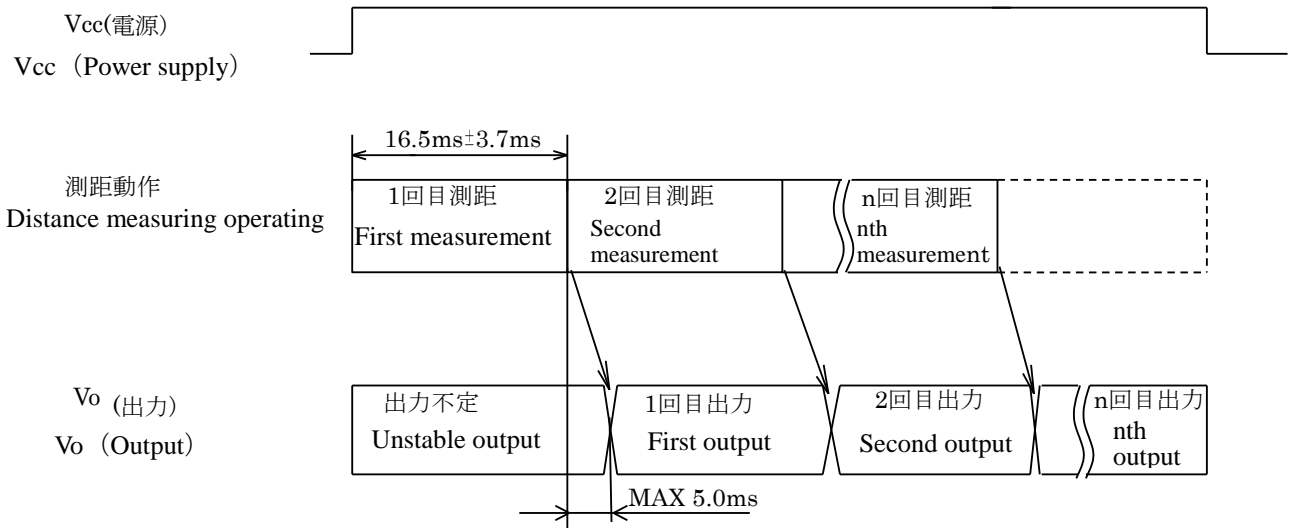 Vcc(電源)
Vcc（Power supply）
16.5ms±3.7ms
測距動作
Distance measuring operating
1回目測距
First measurement
2回目測距
Second
measurement
n回目測距
nth
measurement
Vo (出力)
Vo（Output）
出力不定
Unstable output
1回目出力
First output
2回目出力
Second output
n回目出力
nth
output
MAX 5.0ms